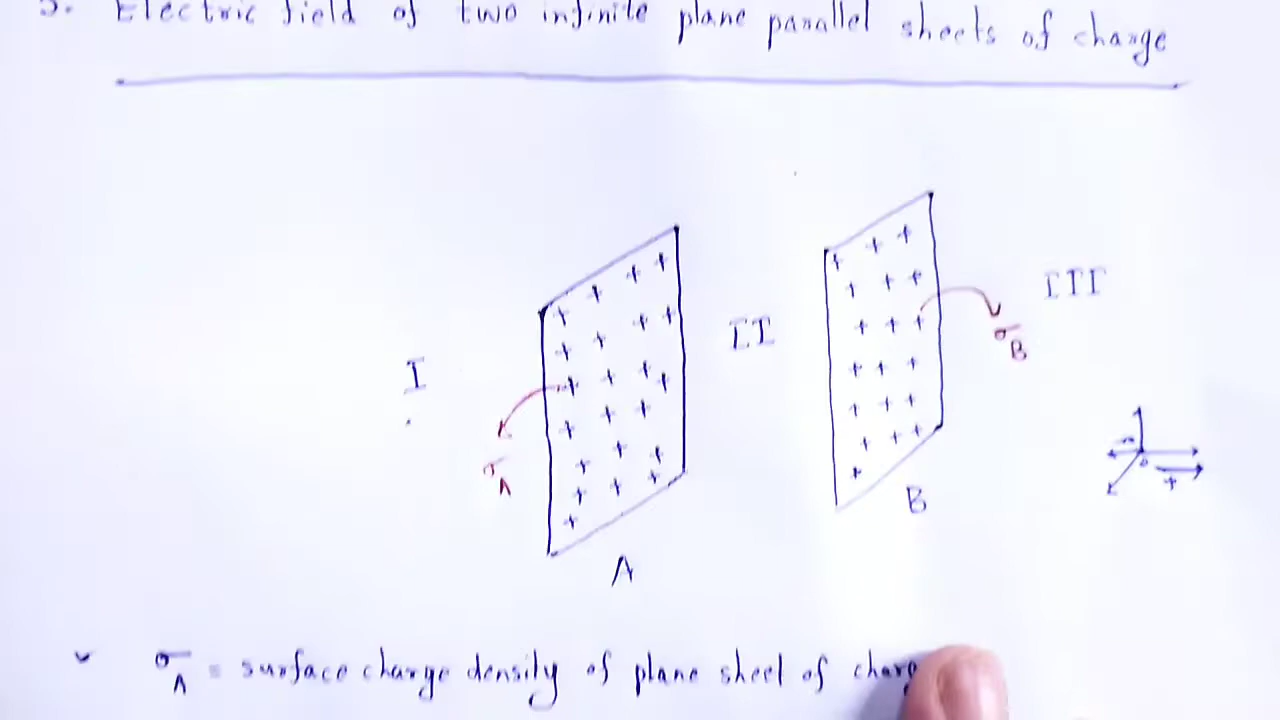 Electric field of two infinite plane parallel sheets of charge
I
II
III
σA
σB
A
B
- o
+
σA = surface charge density of plane sheet of